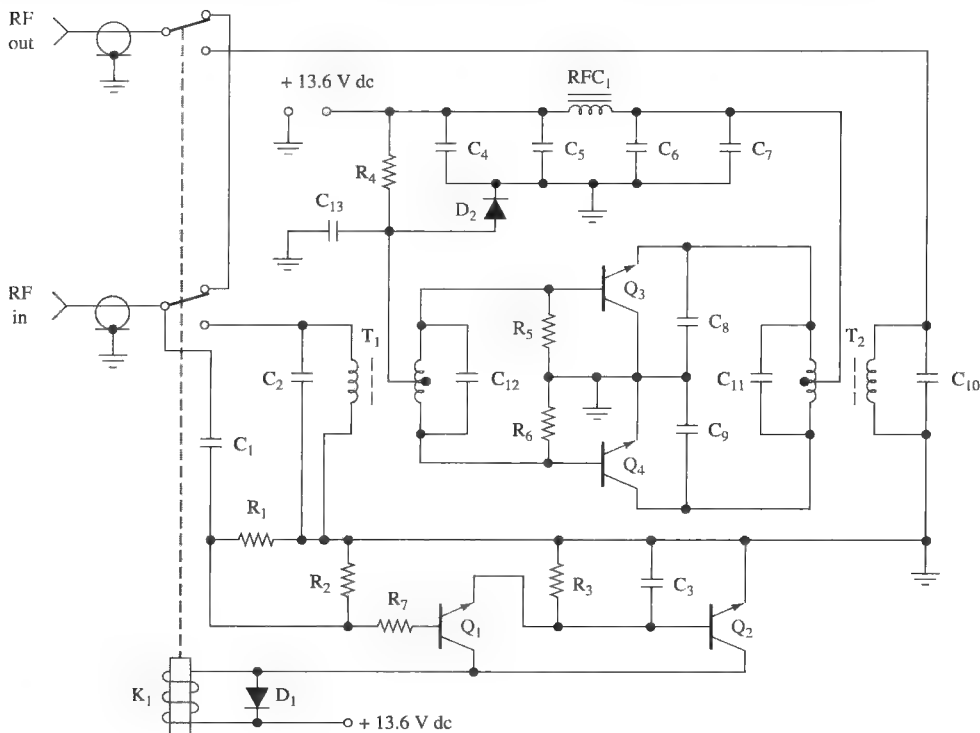 RF
out
+ 13.6 V dc
RFC₁
C₄
C₅
C₆
C₇
R₄
C₁₃
D₂
Q₃
RF
in
R₅
C₈
T₁
T₂
C₂
C₁₂
C₁₁
C₁₀
R₆
C₉
C₁
Q₄
R₁
R₂
R₃
C₃
R₇
Q₁
Q₂
K₁
D₁
+ 13.6 V dc